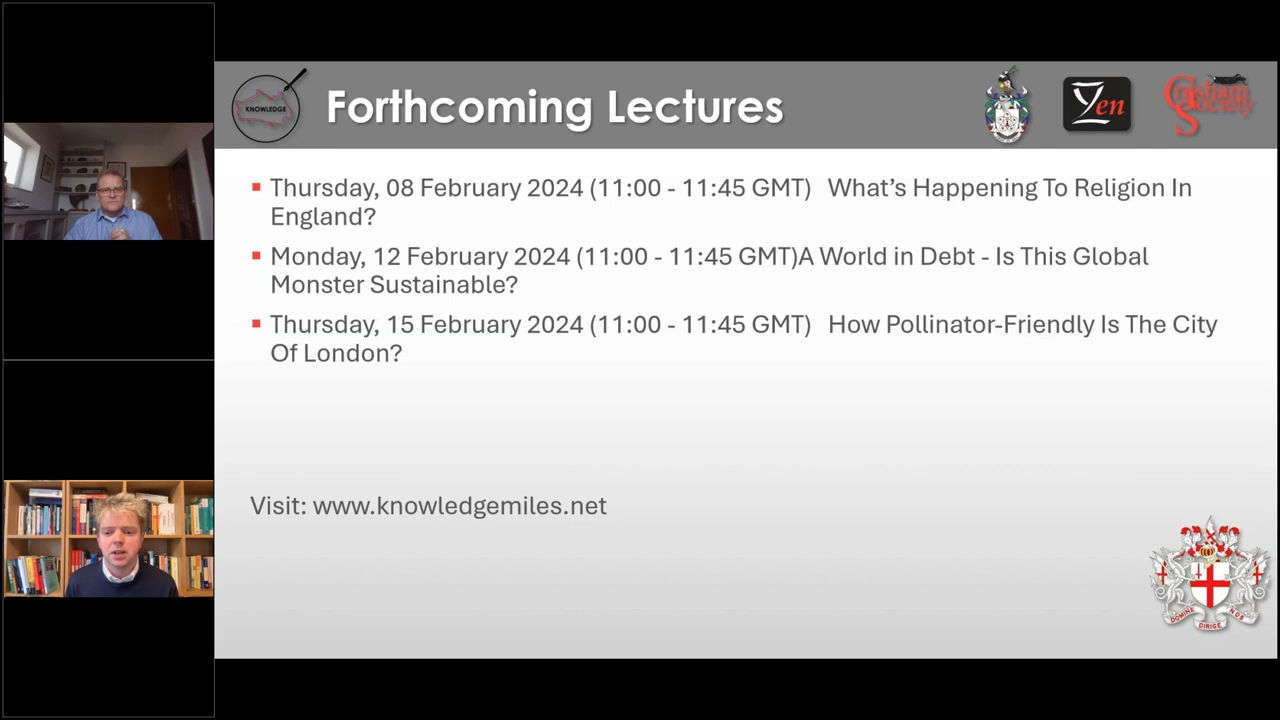 KNOWLEDGE
Forthcoming Lectures
Zen
Gresham
Society
Thursday, 08 February 2024 (11:00 - 11:45 GMT)   What’s Happening To Religion In
England?
Monday, 12 February 2024 (11:00 - 11:45 GMT)A World in Debt - Is This Global
Monster Sustainable?
Thursday, 15 February 2024 (11:00 - 11:45 GMT)   How Pollinator-Friendly Is The City
Of London?
Visit: www.knowledgemiles.net
DOMINE DIRIGE NOS